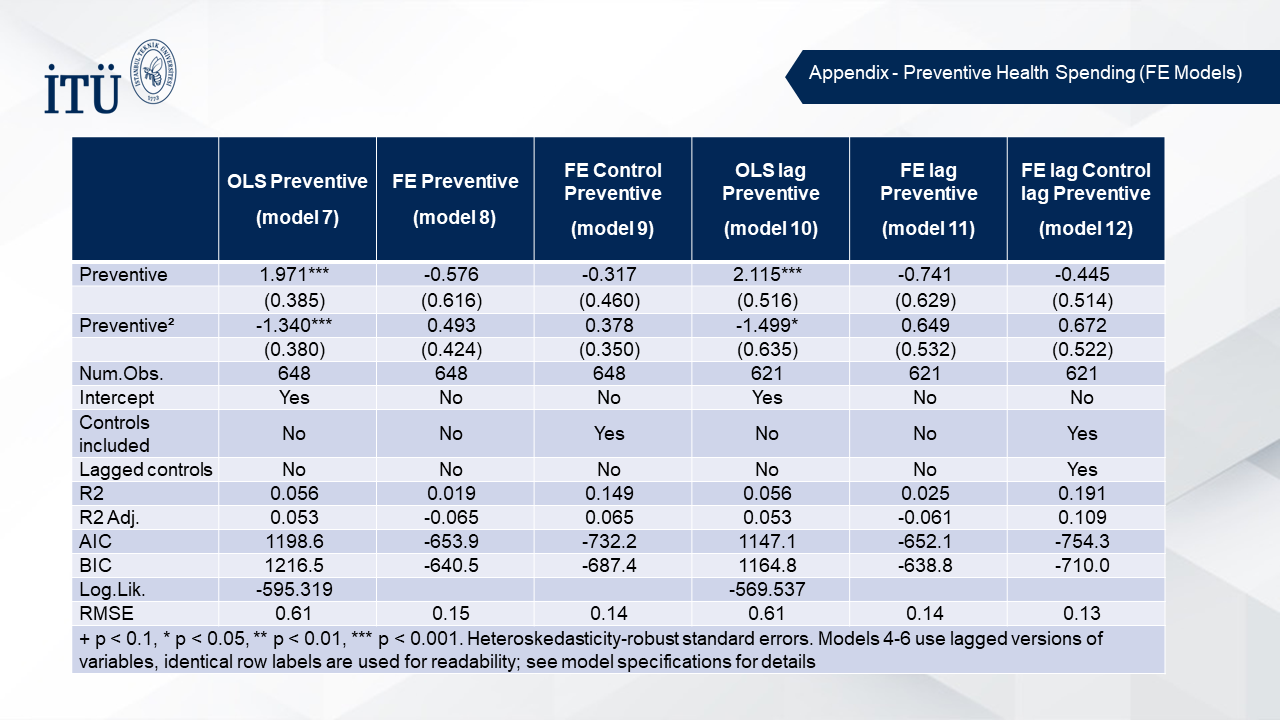 İTÜ
İSTANBUL TEKNİK ÜNİVERSİTESİ
1773
Appendix - Preventive Health Spending (FE Models)
OLS Preventive (model 7) FE Preventive (model 8) FE Control Preventive (model 9) OLS lag Preventive (model 10) FE lag Preventive (model 11) FE lag Control lag Preventive (model 12)
Preventive 1.971*** -0.576 -0.317 2.115*** -0.741 -0.445
(0.385) (0.616) (0.460) (0.516) (0.629) (0.514)
Preventive² -1.340*** 0.493 0.378 -1.499* 0.649 0.672
(0.380) (0.424) (0.350) (0.635) (0.532) (0.522)
Num.Obs. 648 648 648 621 621 621
Intercept Yes No No Yes No No
Controls included No No Yes No No Yes
Lagged controls No No No No No Yes
R2 0.056 0.019 0.149 0.056 0.025 0.191
R2 Adj. 0.053 -0.065 0.065 0.053 -0.061 0.109
AIC 1198.6 -653.9 -732.2 1147.1 -652.1 -754.3
BIC 1216.5 -640.5 -687.4 1164.8 -638.8 -710.0
Log.Lik. -595.319 -569.537
RMSE 0.61 0.15 0.14 0.61 0.14 0.13
+ p < 0.1, * p < 0.05, ** p < 0.01, *** p < 0.001. Heteroskedasticity-robust standard errors. Models 4-6 use lagged versions of
variables, identical row labels are used for readability; see model specifications for details